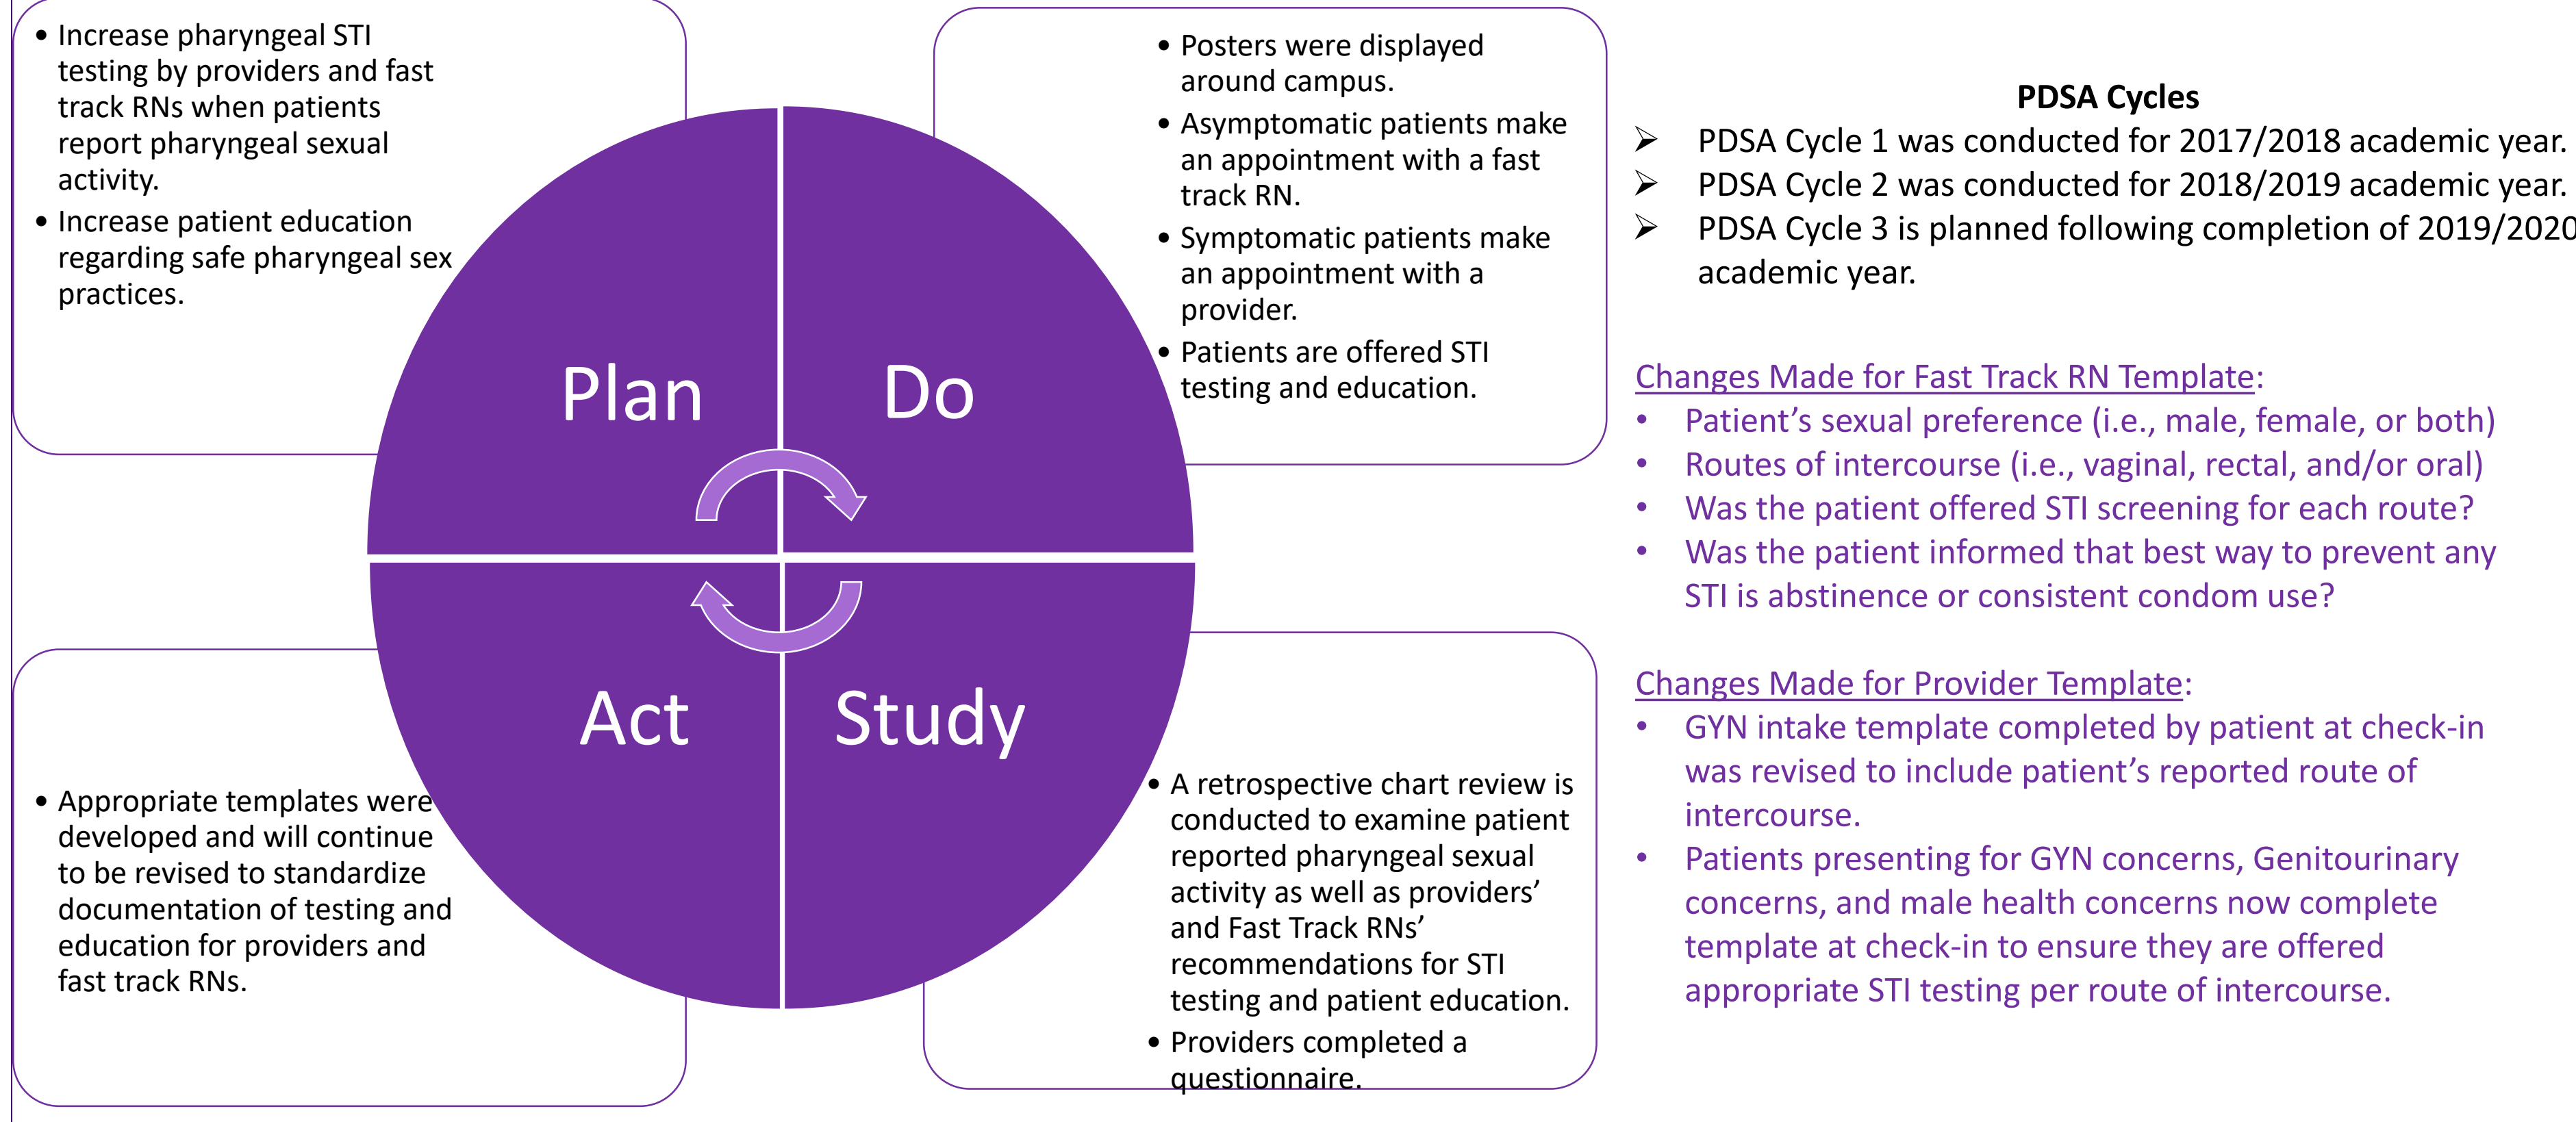 • Increase pharyngeal STI
testing by providers and fast
track RNs when patients
report pharyngeal sexual
activity.
• Increase patient education
regarding safe pharyngeal sex
practices.
• Posters were displayed
around campus.
• Asymptomatic patients make
an appointment with a fast
track RN.
• Symptomatic patients make
an appointment with a
provider.
• Patients are offered STI
testing and education.
Plan
Do
Act
Study
• Appropriate templates were
developed and will continue
to be revised to standardize
documentation of testing and
education for providers and
fast track RNs.
• A retrospective chart review is
conducted to examine patient
reported pharyngeal sexual
activity as well as providers’
and Fast Track RNs’
recommendations for STI
testing and patient education.
• Providers completed a
questionnaire.
PDSA Cycles
➢ PDSA Cycle 1 was conducted for 2017/2018 academic year.
➢ PDSA Cycle 2 was conducted for 2018/2019 academic year.
➢ PDSA Cycle 3 is planned following completion of 2019/2020
academic year.
Changes Made for Fast Track RN Template:
• Patient’s sexual preference (i.e., male, female, or both)
• Routes of intercourse (i.e., vaginal, rectal, and/or oral)
• Was the patient offered STI screening for each route?
• Was the patient informed that best way to prevent any
STI is abstinence or consistent condom use?
Changes Made for Provider Template:
• GYN intake template completed by patient at check-in
was revised to include patient’s reported route of
intercourse.
• Patients presenting for GYN concerns, Genitourinary
concerns, and male health concerns now complete
template at check-in to ensure they are offered
appropriate STI testing per route of intercourse.